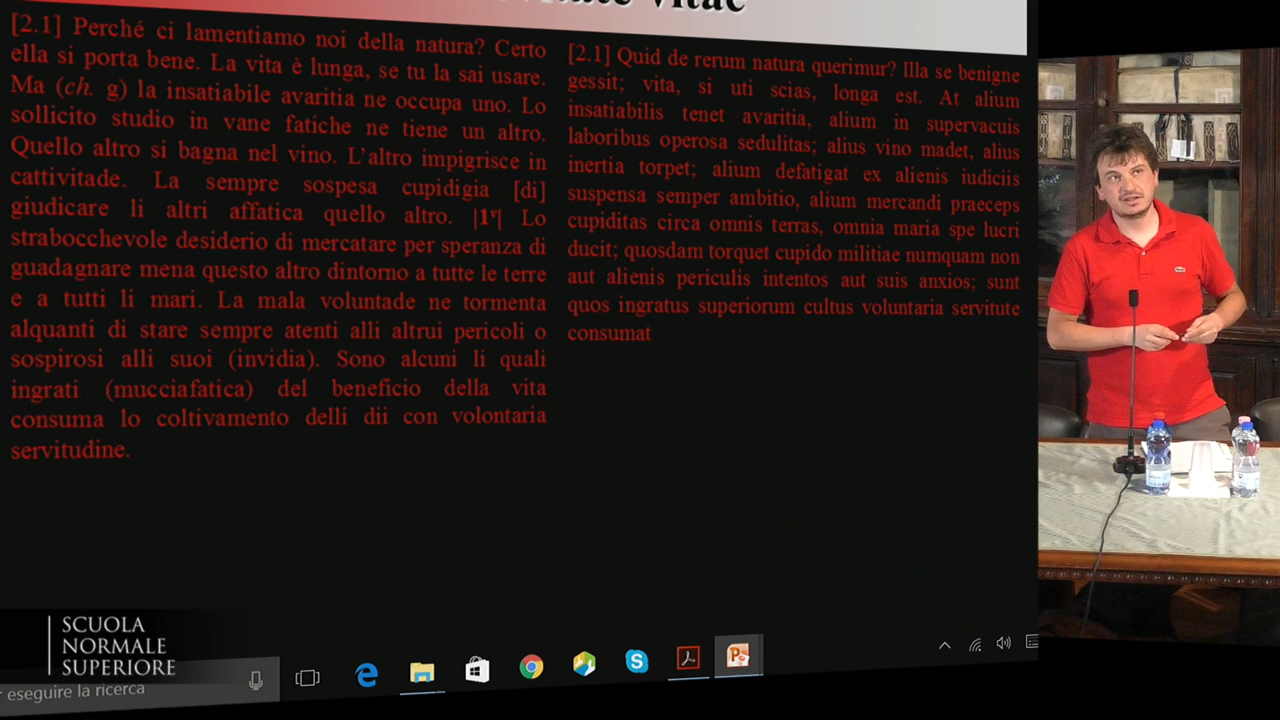 vitae
[2.1] Perché ci lamentiamo noi della natura? Certo
ella si porta bene. La vita è lunga, se tu la sai usare.
Ma (ch. g) la insatiabile avaritia ne occupa uno. Lo
sollicito studio in vane fatiche ne tiene un altro.
Quello altro si bagna nel vino. L'altro impigrisce in
cattivitade. La sempre sospesa cupidigia [di]
giudicare li altri affatica quello altro. |1v| Lo
strabocchevole desiderio di mercatare per speranza di
guadagnare mena questo altro dintorno a tutte le terre
e a tutti li mari. La mala voluntade ne tormenta
alquanti di stare sempre atenti alli altrui pericoli o
sospirosi alli suoi (invidia). Sono alcuni li quali
ingrati (mucciafatica) del beneficio della vita
consuma lo coltivamento delli dii con volontaria
servitudine.
[2.1] Quid de rerum natura querimur? Illa se benigne
gessit; vita, si uti scias, longa est. At alium
insatiabilis tenet avaritia, alium in supervacuis
laboribus operosa sedulitas; alius vino madet, alius
inertia torpet; alium defatigat ex alienis iudiciis
suspensa semper ambitio, alium mercandi praeceps
cupiditas circa omnis terras, omnia maria spe lucri
ducit; quosdam torquet cupido militiae numquam non
aut alienis periculis intentos aut suis anxios; sunt
quos ingratus superiorum cultus voluntaria servitute
consumat
SCUOLA
NORMALE
SUPERIORE
eseguire la ricerca